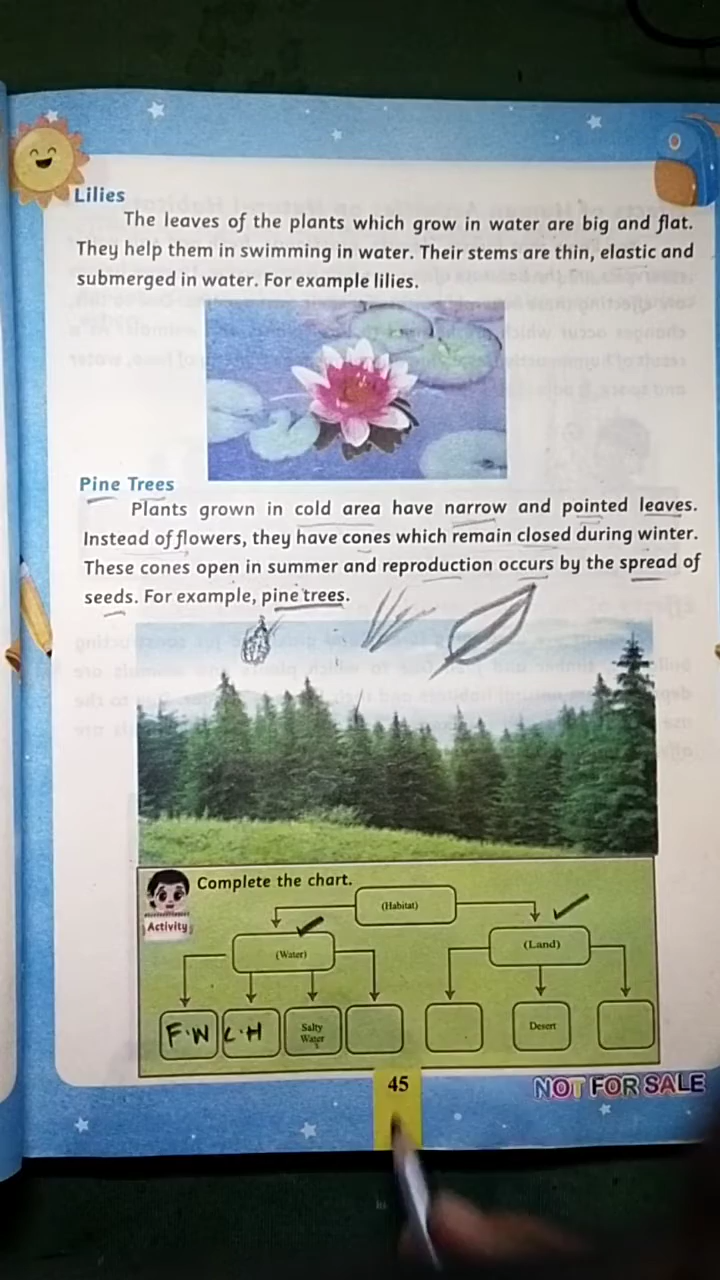 Lilies
The leaves of the plants which grow in water are big and flat.
They help them in swimming in water. Their stems are thin, elastic and
submerged in water. For example lilies.
Pine Trees
Plants grown in cold area have narrow and pointed leaves.
Instead of flowers, they have cones which remain closed during winter.
These cones open in summer and reproduction occurs by the spread of
seeds. For example, pine trees.
Activity
Complete the chart.
(Habitat)
(Water)
(Land)
F.W
L.H
Salty
Water
Desert
45
NOT FOR SALE